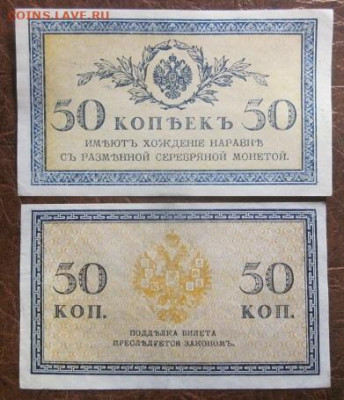 COINS.LAVE.RU
50 КОПѢЕКЪ 50
ИМѢЮТЪ ХОЖДЕНІЕ НАРАВНѢ
СЪ РАЗМѢННОЙ СЕРЕБРЯНОЙ МОНЕТОЙ.
50 50
КОП. КОП.
ПОДДѢЛКА БИЛЕТА
ПРЕСЛѢДУЕТСЯ ЗАКОНОМЪ.